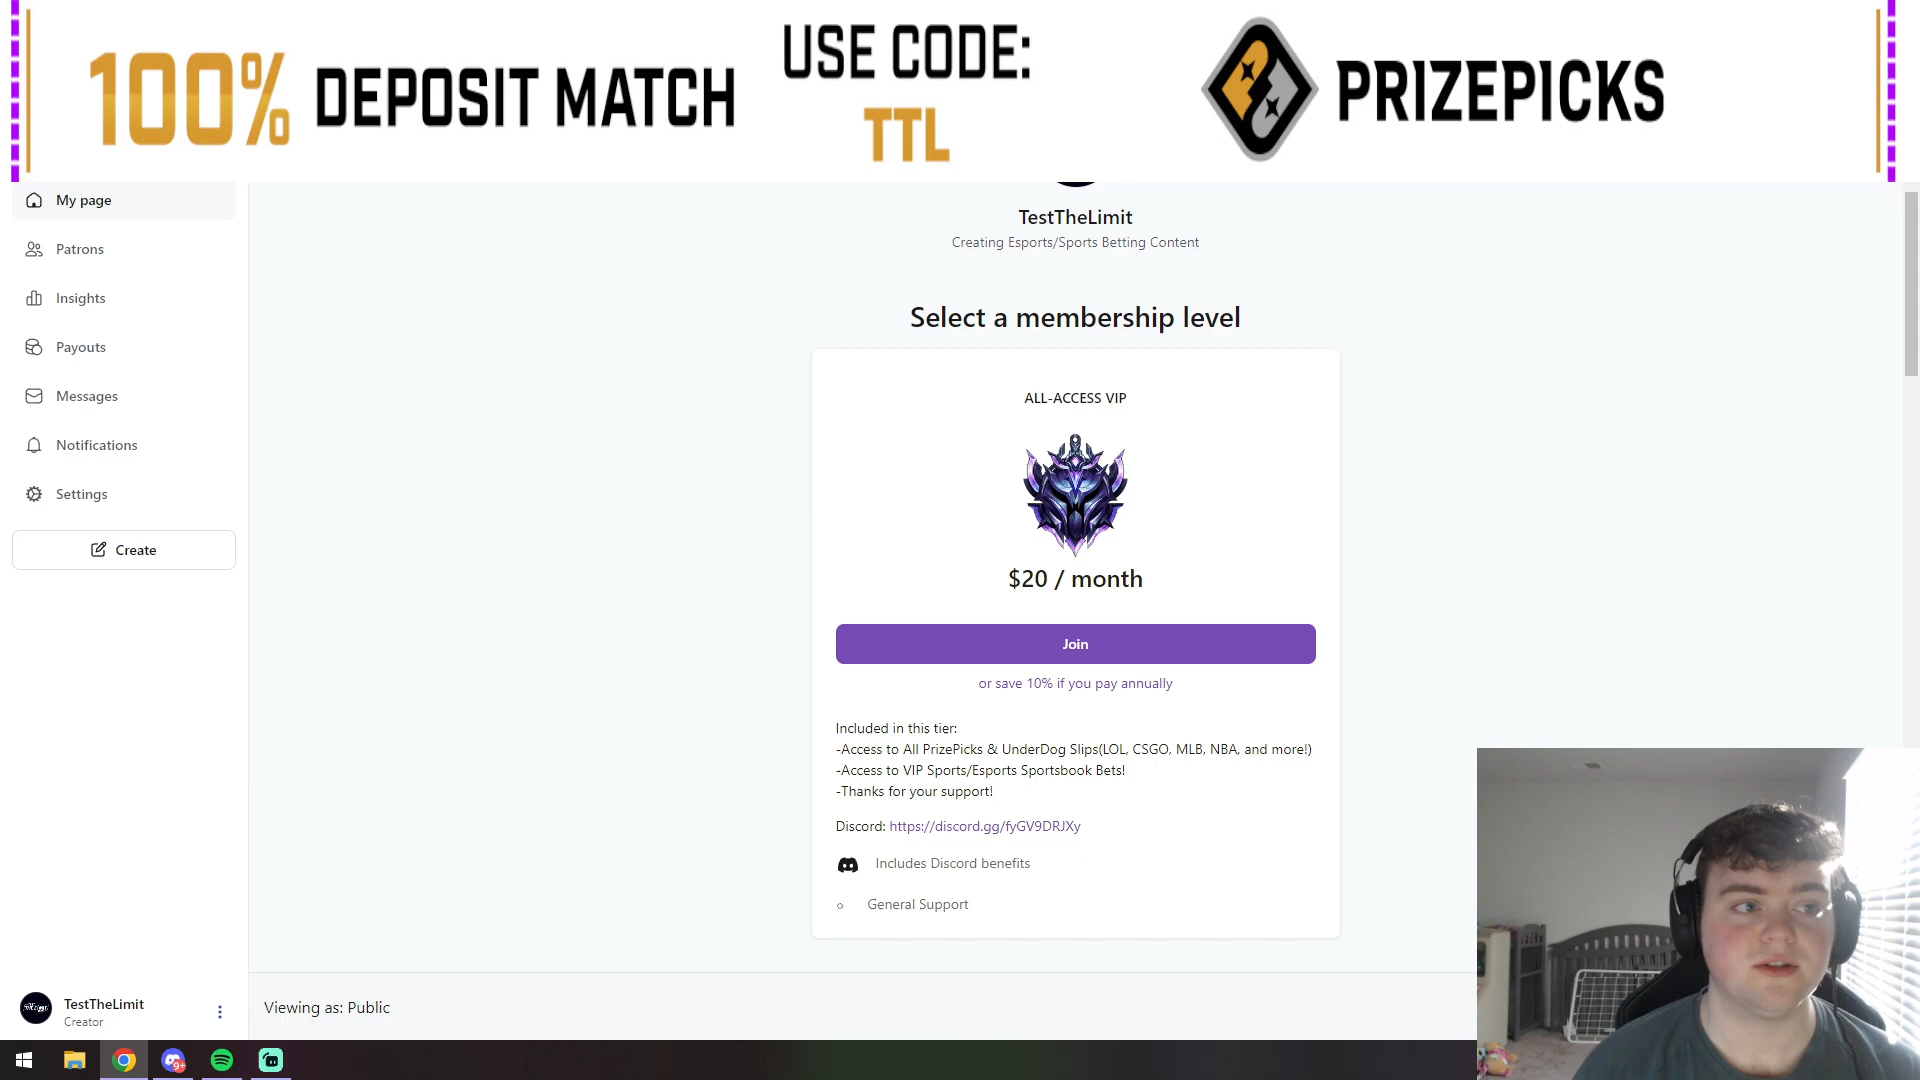 100% DEPOSIT MATCH
USE CODE:
TTL
PRIZEPICKS
My page
Patrons
Insights
Payouts
Messages
Notifications
Settings
Create
TestTheLimit
Creating Esports/Sports Betting Content
Select a membership level
ALL-ACCESS VIP
$20 / month
Join
or save 10% if you pay annually
Included in this tier:
-Access to All PrizePicks & UnderDog Slips(LOL, CSGO, MLB, NBA, and more!)
-Access to VIP Sports/Esports Sportsbook Bets!
-Thanks for your support!
Discord: https://discord.gg/fyGV9DRJXy
Includes Discord benefits
General Support
TestTheLimit
Creator
Viewing as: Public
9+